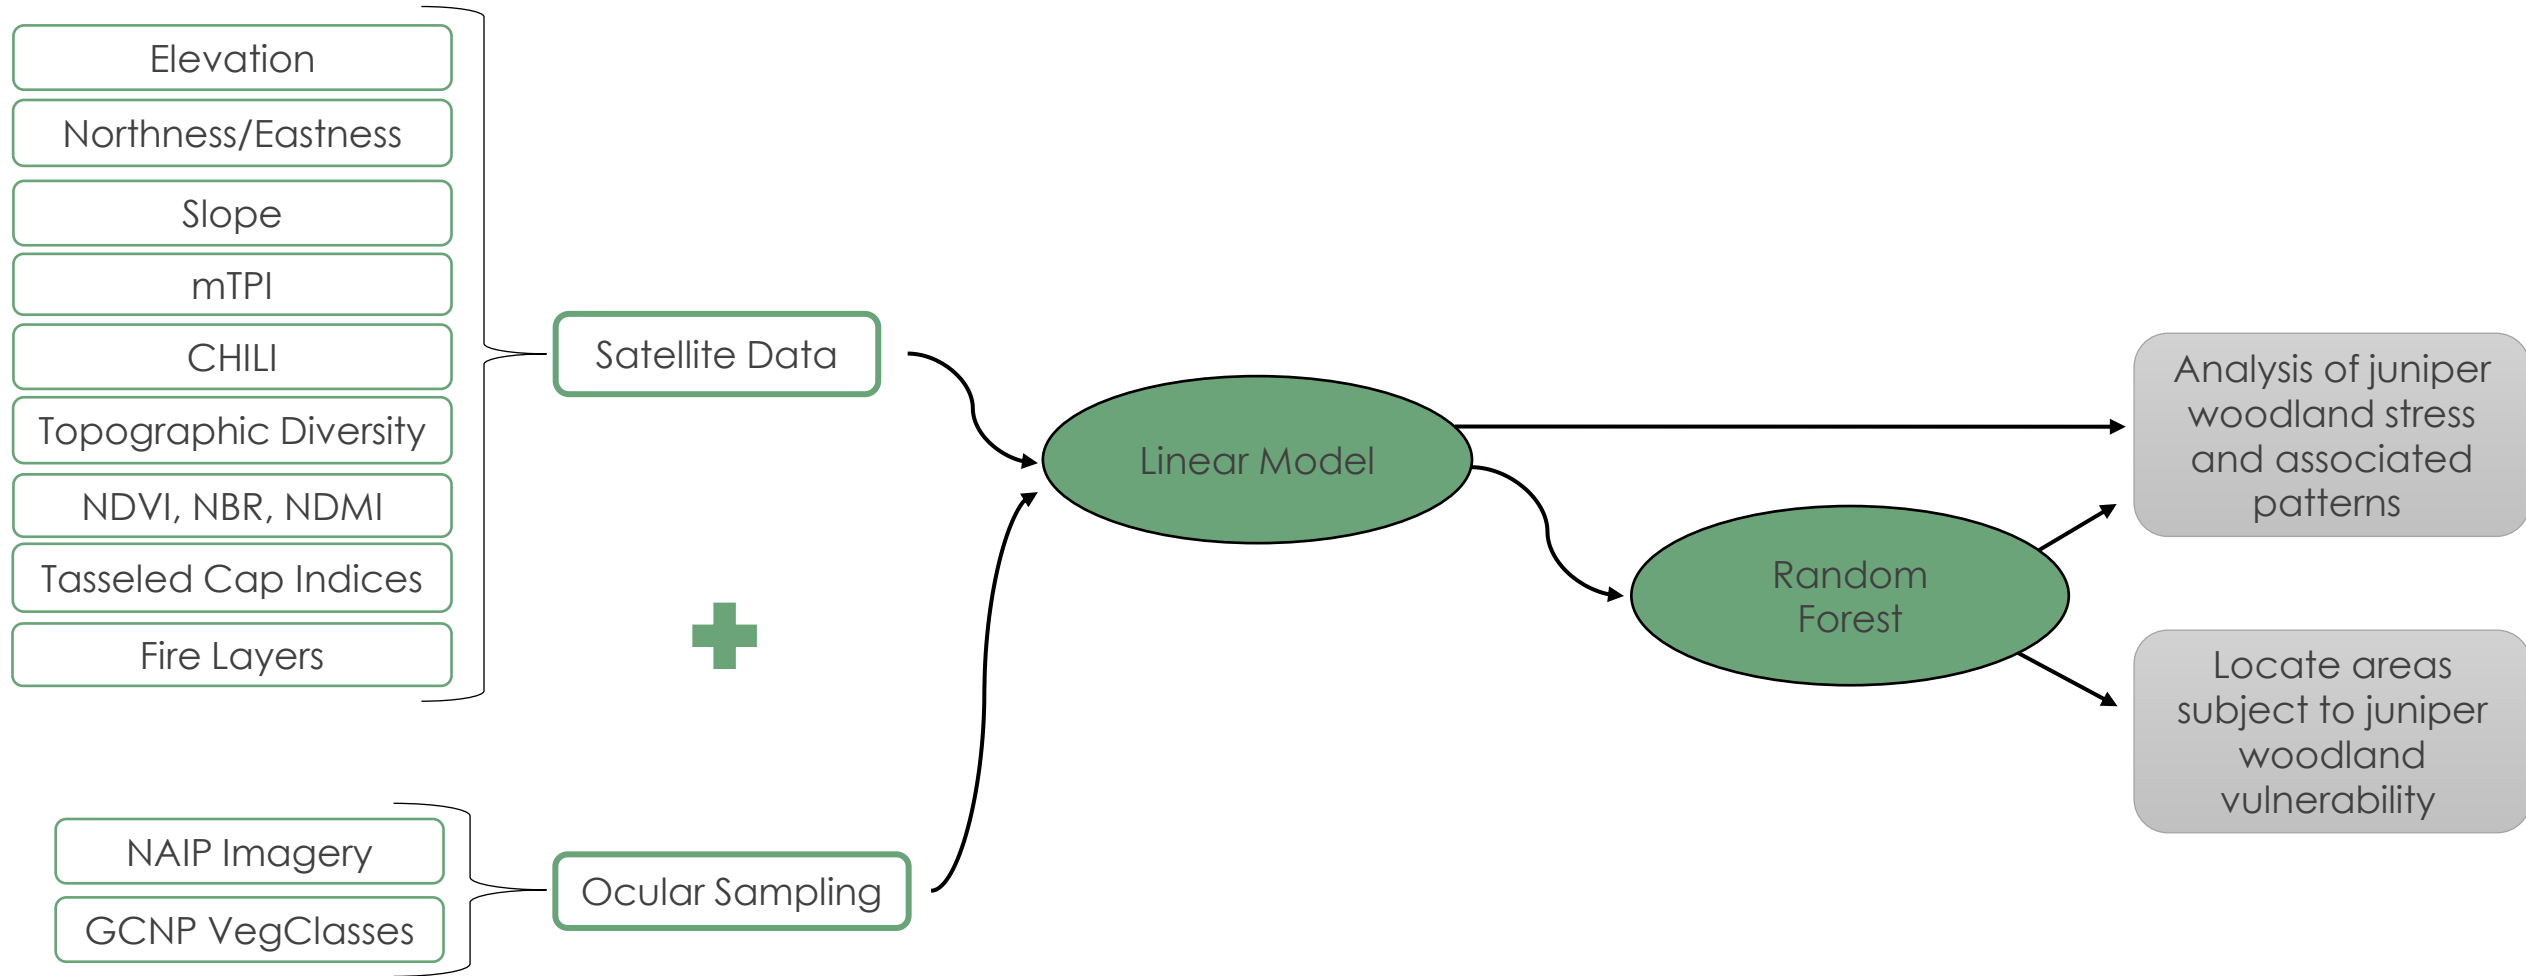 Elevation
Northness/Eastness
Slope
mTPI
CHILI
Topographic Diversity
NDVI, NBR, NDMI
Tasseled Cap Indices
Fire Layers
Satellite Data
NAIP Imagery
GCNP VegClasses
Ocular Sampling
Linear Model
Random
Forest
Analysis of juniper
woodland stress
and associated
patterns
Locate areas
subject to juniper
woodland
vulnerability